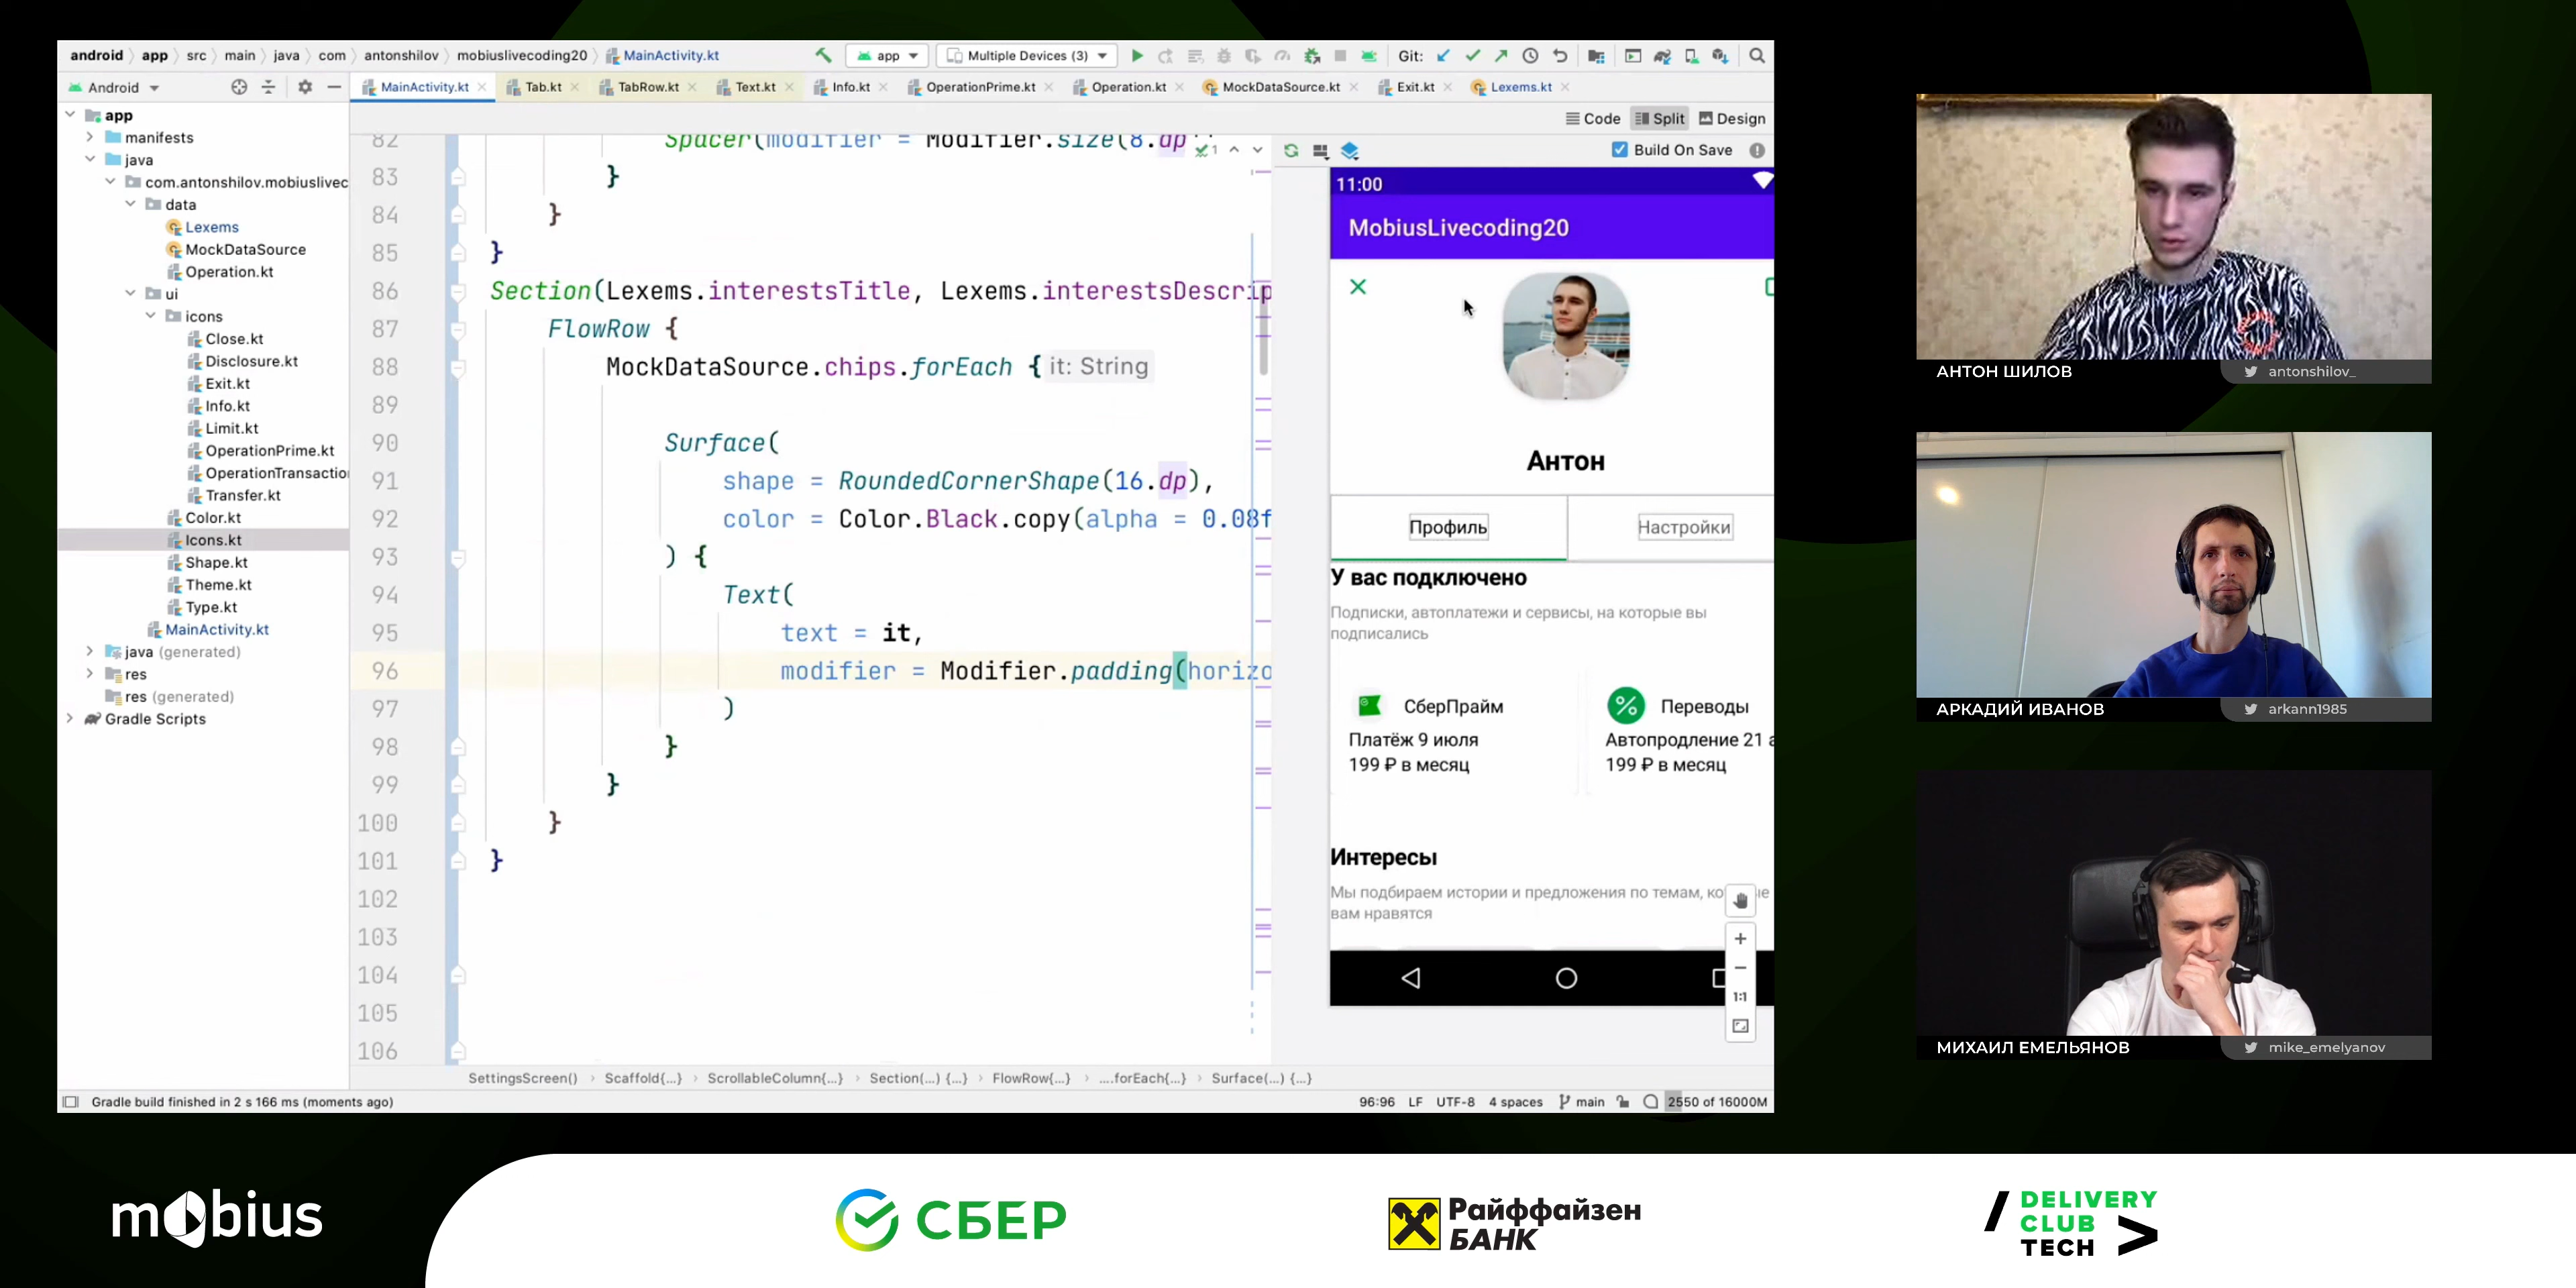 android
app
src
main
java
com
antonshilov
mobiuslivecoding20
MainActivity.kt
app
Multiple Devices (3)
Git:
Android
MainActivity.kt
Tab.kt
TabRow.kt
Text.kt
Info.kt
OperationPrime.kt
Operation.kt
MockDataSource.kt
Exit.kt
Lexems.kt
Code
Split
Design
Build On Save
app
manifests
java
com.antonshilov.mobiuslivec
data
Lexems
MockDataSource
Operation.kt
ui
icons
Close.kt
Disclosure.kt
Exit.kt
Info.kt
Limit.kt
OperationPrime.kt
OperationTransactio
Transfer.kt
Color.kt
Icons.kt
Shape.kt
Theme.kt
Type.kt
MainActivity.kt
java (generated)
res
res (generated)
Gradle Scripts
82 Spacer(modifier = Modifier.size(8.dp
1
83 }
84 }
85 }
86 Section(Lexems.interestsTitle, Lexems.interestsDescrip
87 FlowRow {
88 MockDataSource.chips.forEach { it: String
89
90 Surface(
91 shape = RoundedCornerShape(16.dp),
92 color = Color.Black.copy(alpha = 0.08f
93 ) {
94 Text(
95 text = it,
96 modifier = Modifier.padding(horizo
97 )
98 }
99 }
100 }
101 }
102
103
104
105
106
11:00
MobiusLivecoding20
Антон
Профиль
Настройки
У вас подключено
Подписки, автоплатежи и сервисы, на которые вы
подписались
СберПрайм
Платёж 9 июля
199 ₽ в месяц
Переводы
Автопродление 21 а
199 ₽ в месяц
Интересы
Мы подбираем истории и предложения по темам, ко
вам нравятся
1:1
SettingsScreen()
Scaffold{...}
ScrollableColumn{...}
Section(...) {...}
FlowRow{...}
....forEach{...}
Surface(...) {...}
Gradle build finished in 2 s 166 ms (moments ago)
96:96 LF UTF-8 4 spaces main 2550 of 16000M
АНТОН ШИЛОВ
antonshilov_
АРКАДИЙ ИВАНОВ
arkann1985
МИХАИЛ ЕМЕЛЬЯНОВ
mike_emelyanov
mobius
СБЕР
Райффайзен
БАНК
DELIVERY
CLUB
TECH